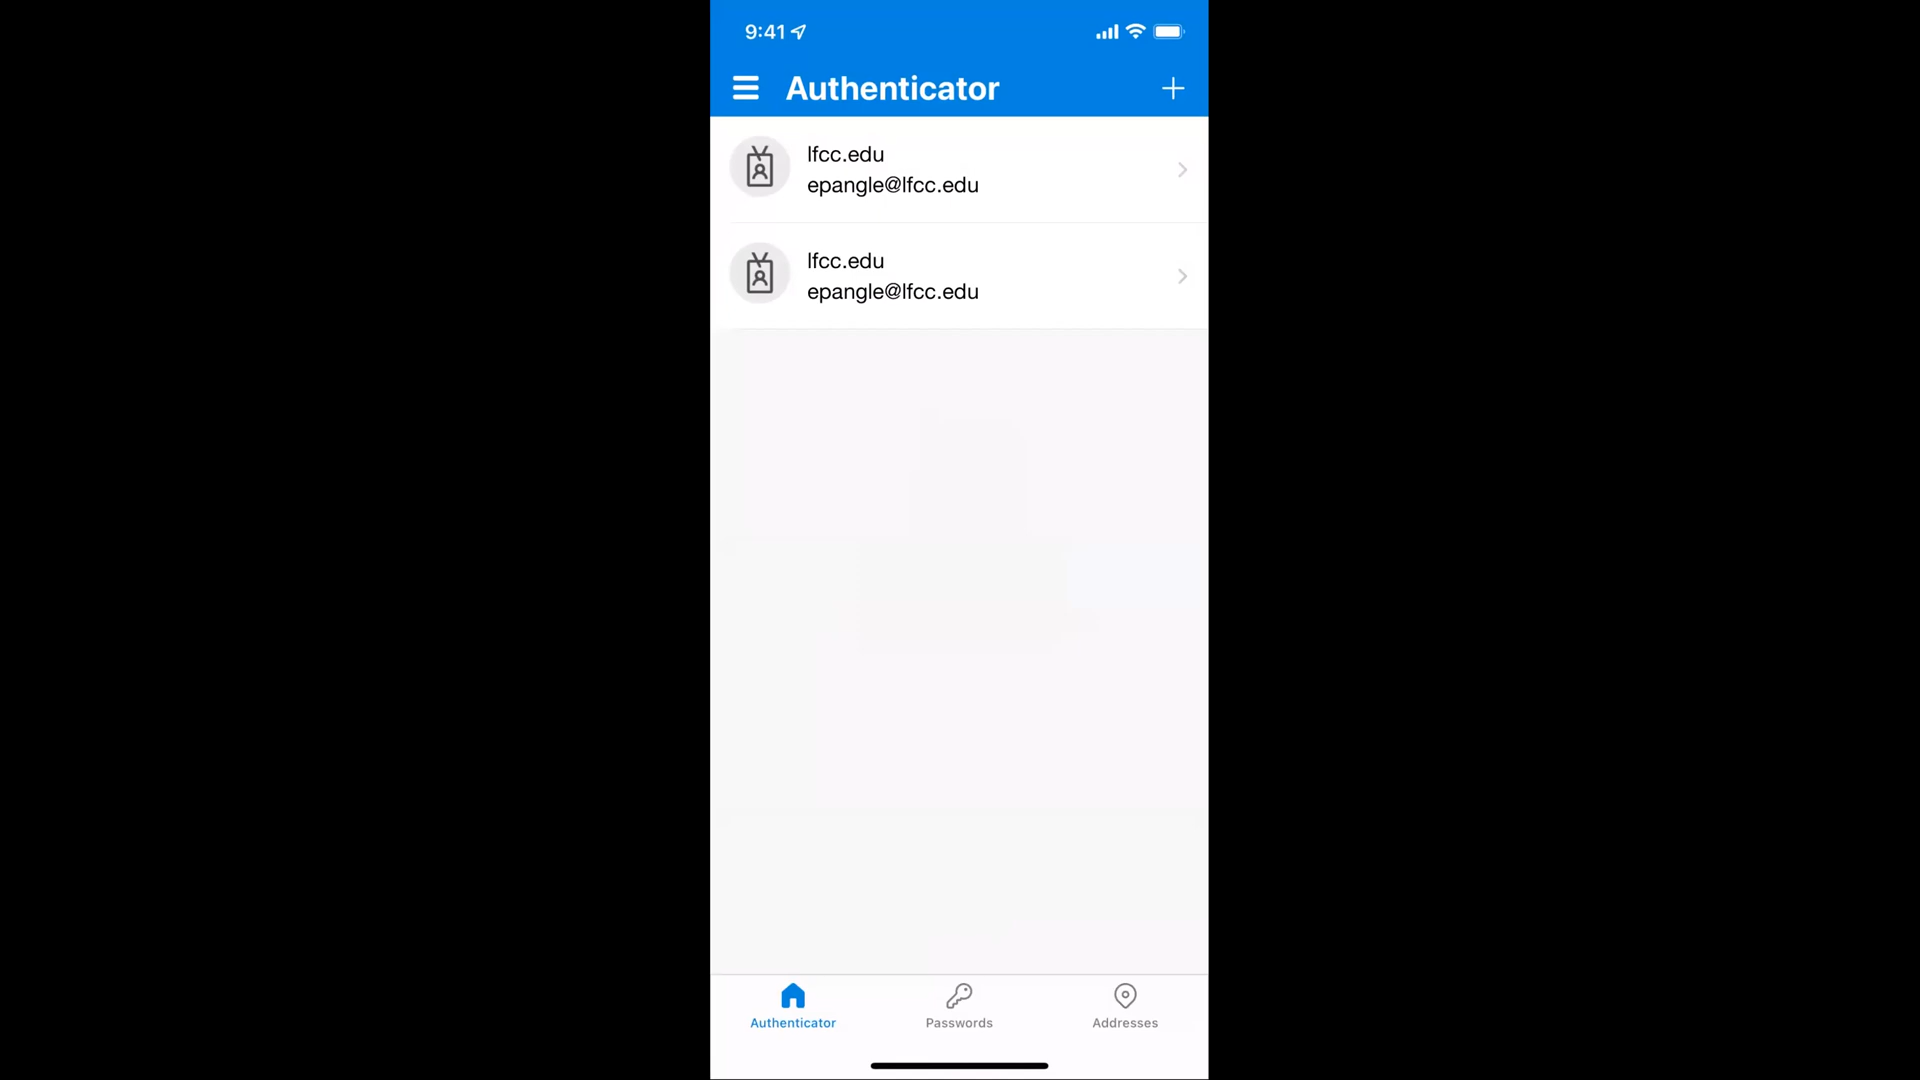 9:41
Authenticator
lfcc.edu
epangle@lfcc.edu
lfcc.edu
epangle@lfcc.edu
Authenticator
Passwords
Addresses